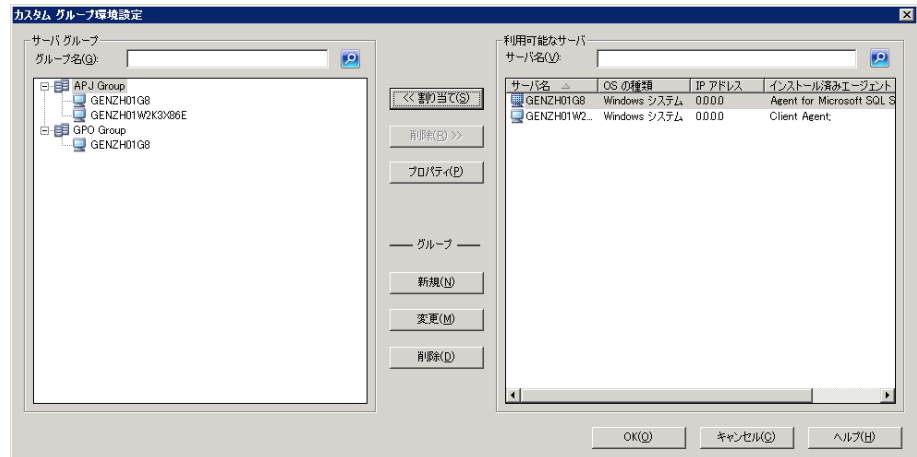 カスタム グループ環境設定
サーバ グループ
グループ名(G):
APJ Group
GENZH01G8
GENZH01W2K3X86E
GPO Group
GENZH01G8
<< 割り当て(S)
削除(R) >>
プロパティ(P)
グループ
新規(N)
変更(M)
削除(D)
利用可能なサーバ
サーバ名(V):
サーバ名 OS の種類 IP アドレス インストール済みエージェント
GENZH01G8 Windows システム 0.0.0.0 Agent for Microsoft SQL S
GENZH01W2... Windows システム 0.0.0.0 Client Agent;
OK(O) キャンセル(C) ヘルプ(H)